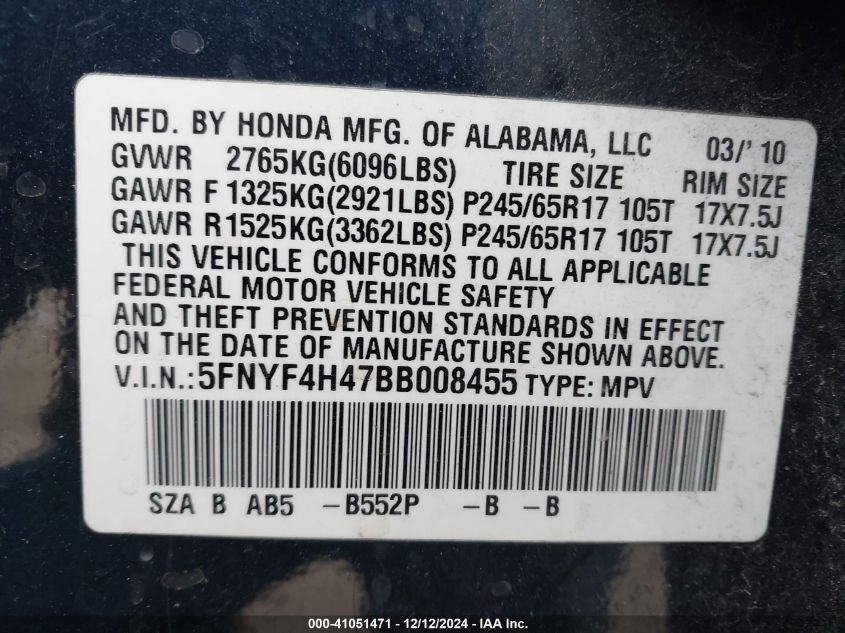 MFD. BY HONDA MFG. OF ALABAMA, LLC 03/' 10
GVWR 2765KG(6096LBS) TIRE SIZE RIM SIZE
GAWR F 1325KG(2921LBS) P245/65R17 105T 17X7.5J
GAWR R1525KG(3362LBS) P245/65R17 105T 17X7.5J
THIS VEHICLE CONFORMS TO ALL APPLICABLE
FEDERAL MOTOR VEHICLE SAFETY
AND THEFT PREVENTION STANDARDS IN EFFECT
ON THE DATE OF MANUFACTURE SHOWN ABOVE.
V.I.N.: 5FNYF4H47BB008455 TYPE: MPV
SZA B AB5 -B552P -B -B
000-41051471 - 12/12/2024 - IAA Inc.